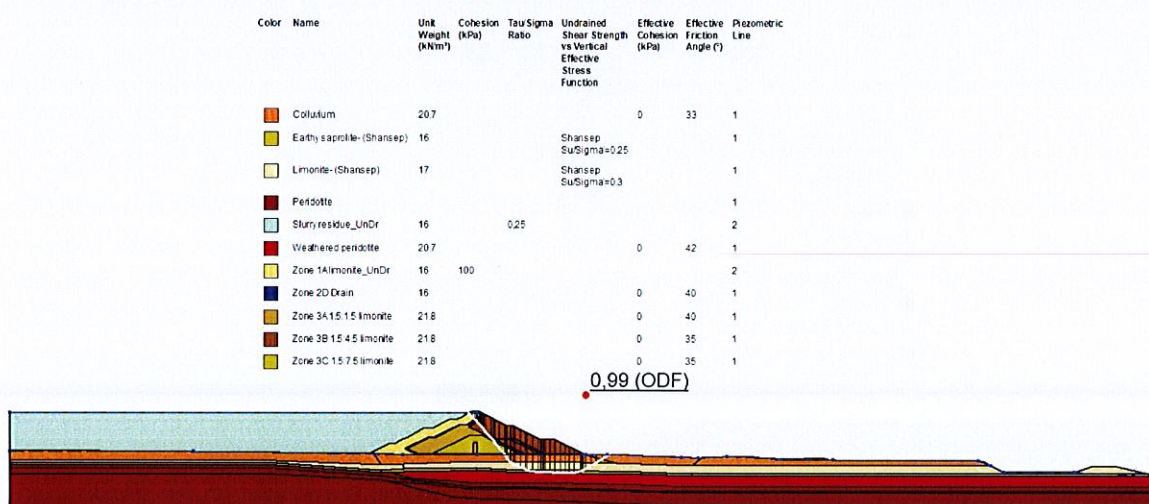 Color Name Unit Weight (kN/m³) Cohesion (kPa) Tau/Sigma Ratio Undrained Shear Strength vs Vertical Effective Stress Function Effective Cohesion (kPa) Effective Friction Angle (°) Piezometric Line
Colluvium 20.7 0 33 1
Earthy saprolite- (Shansep) 16 Shansep Su/Sigma=0.25 1
Limonite- (Shansep) 17 Shansep Su/Sigma=0.3 1
Peridotite 1
Slurry residue_UnDr 16 0,25 2
Weathered peridotite 20.7 0 42 1
Zone 1A limonite_UnDr 16 100 2
Zone 2D Drain 16 0 40 1
Zone 3A 1.5:1.5 limonite 21.8 0 40 1
Zone 3B 1.5 4.5 limonite 21.8 0 35 1
Zone 3C 1.5:7.5 limonite 21.8 0 35 1
0,99 (ODF)